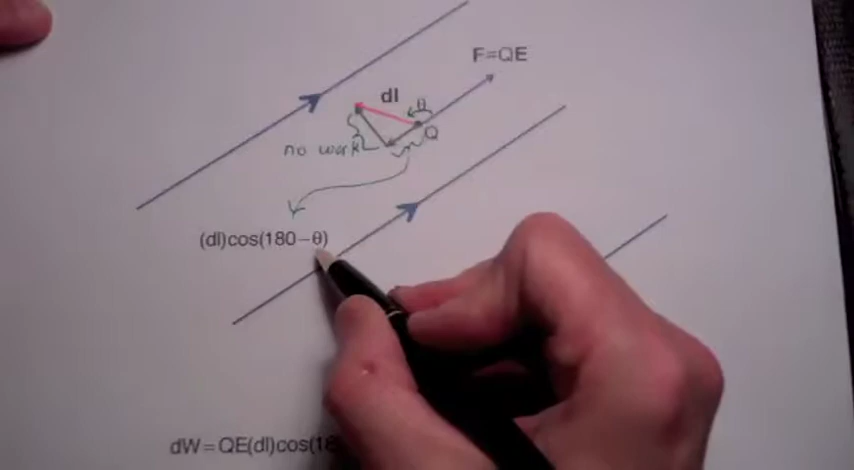 F=QE
dl
θ
Q
no work
(dl)cos(180−θ)
dW=QE(dl)cos(18